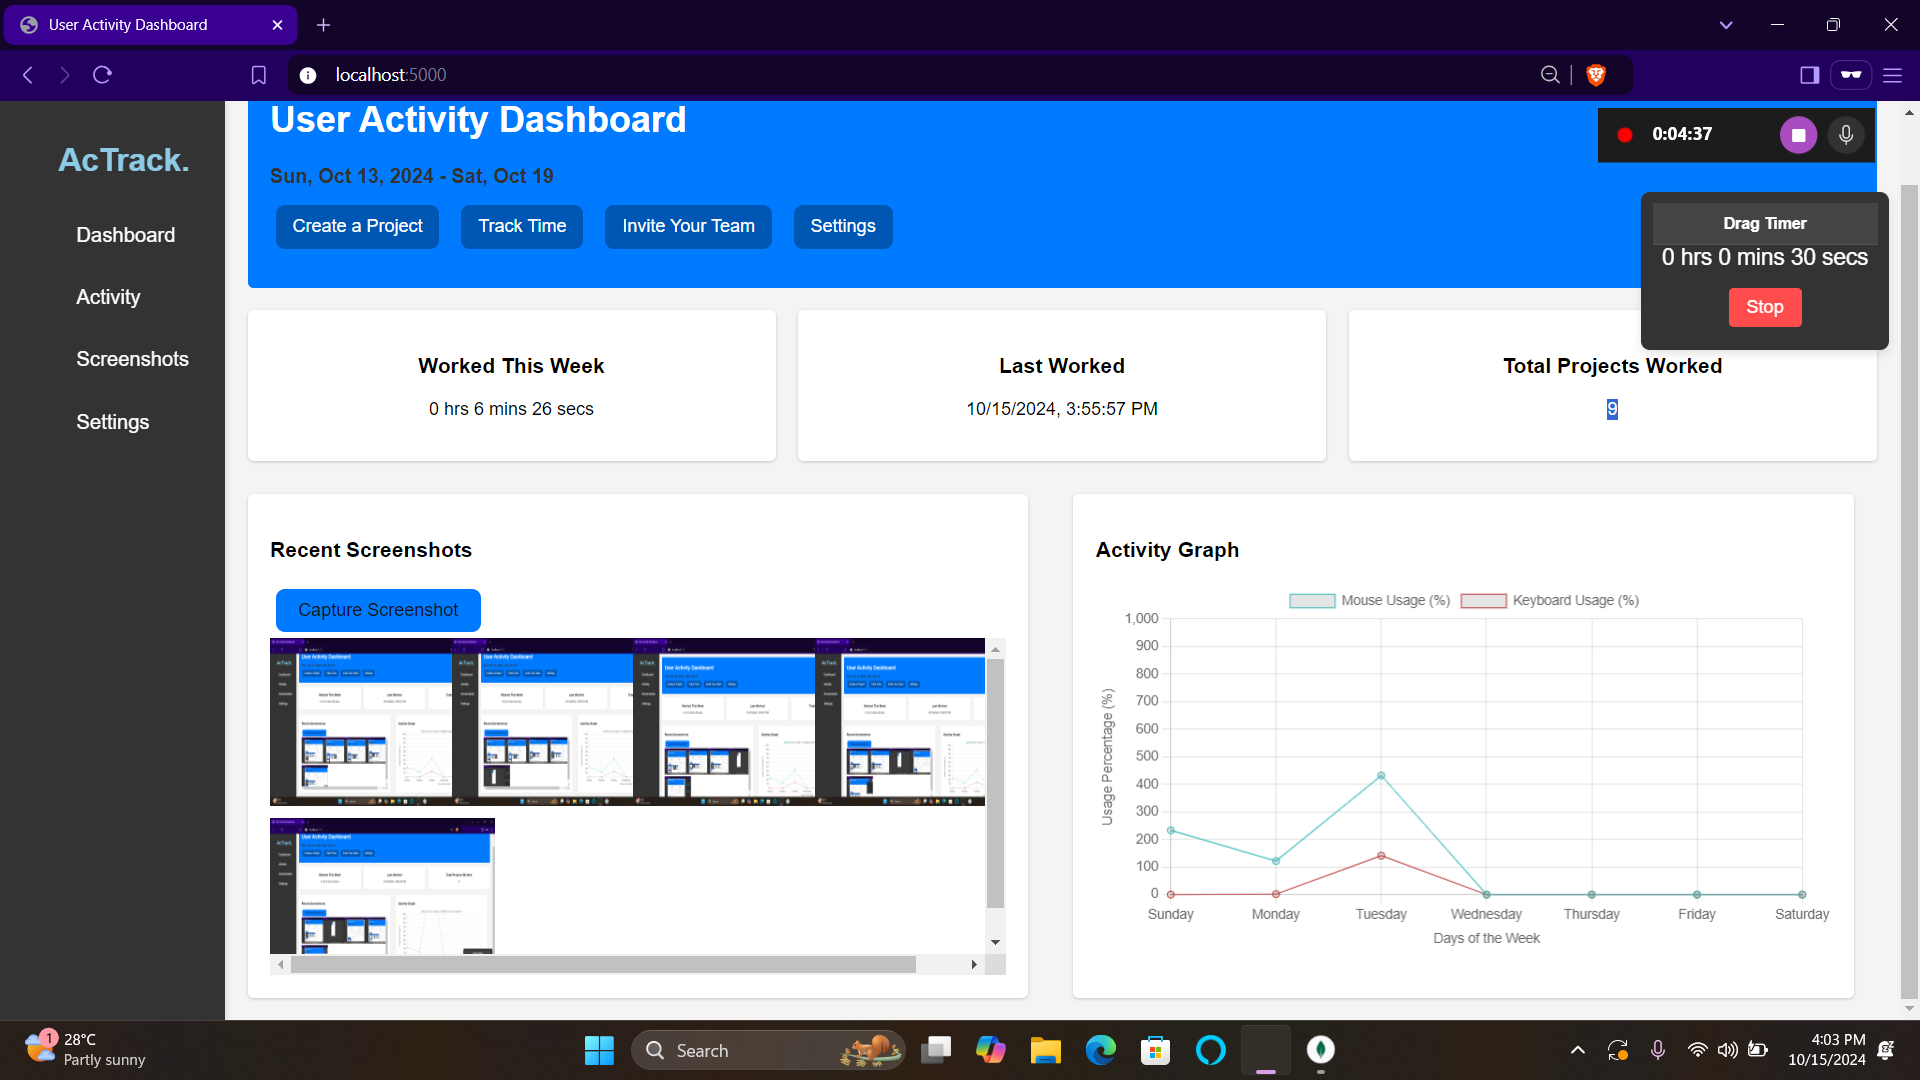 User Activity Dashboard
localhost:5000
AcTrack.
Dashboard
Activity
Screenshots
Settings
User Activity Dashboard
Sun, Oct 13, 2024 - Sat, Oct 19
Create a Project
Track Time
Invite Your Team
Settings
0:04:37
Drag Timer
0 hrs 0 mins 30 secs
Stop
Worked This Week
0 hrs 6 mins 26 secs
Last Worked
10/15/2024, 3:55:57 PM
Total Projects Worked
9
Recent Screenshots
Capture Screenshot
Activity Graph
Mouse Usage (%)
Keyboard Usage (%)
1,000
900
800
700
600
500
400
300
200
100
0
Usage Percentage (%)
Sunday
Monday
Tuesday
Wednesday
Thursday
Friday
Saturday
Days of the Week
1
28°C
Partly sunny
Search
4:03 PM
10/15/2024